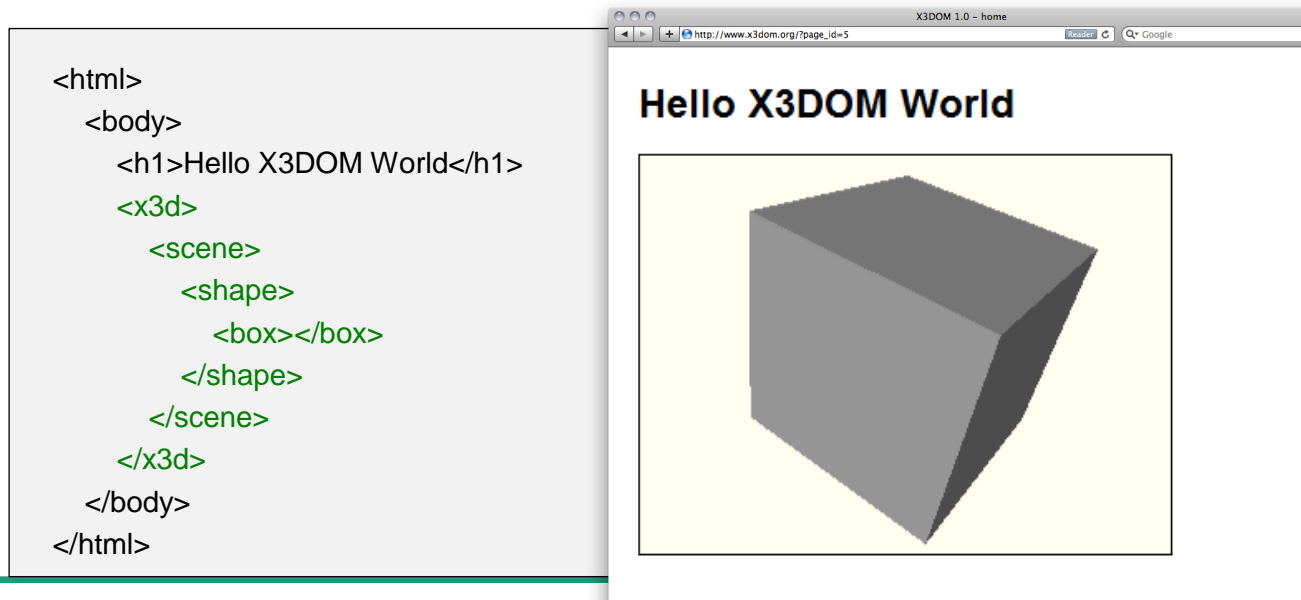 <html>
<body>
<h1>Hello X3DOM World</h1>
<x3d>
<scene>
<shape>
<box></box>
</shape>
</scene>
</x3d>
</body>
</html>
X3DOM 1.0 – home
http://www.x3dom.org/?page_id=5
Reader
Google
Hello X3DOM World